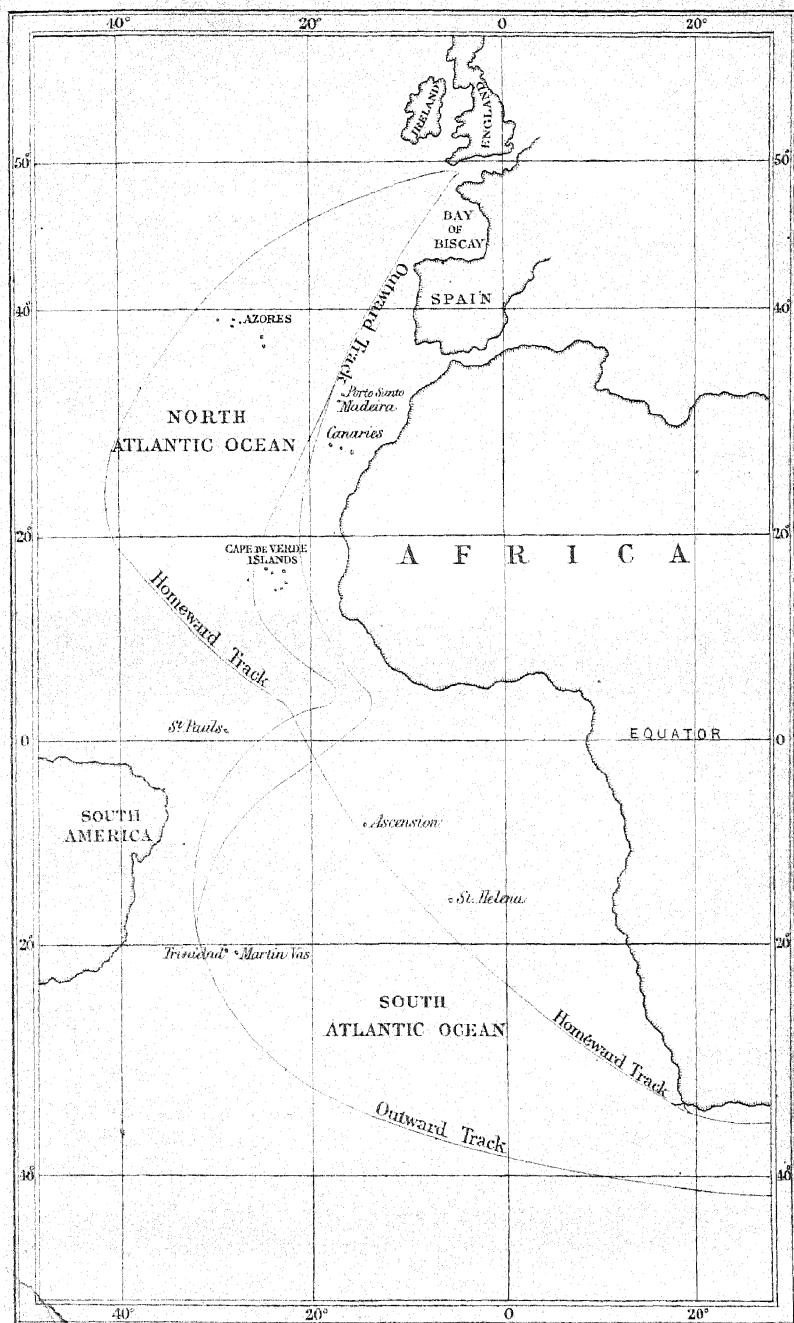 40°
20°
0
20°
IRELAND
ENGLAND
50°
50°
BAY
OF
BISCAY
Outward Track
SPAIN
40°
AZORES
40°
Porto Santo
Madeira
NORTH
ATLANTIC OCEAN
Canaries
20°
20°
CAPE DE VERDE
ISLANDS
AFRICA
Homeward Track
St. Pauls
0
EQUATOR
0
SOUTH
AMERICA
Ascension
St. Helena
20°
Trinidad
Martin Vas
20°
SOUTH
ATLANTIC OCEAN
Homeward Track
Outward Track
40°
40°
40°
20°
0
20°